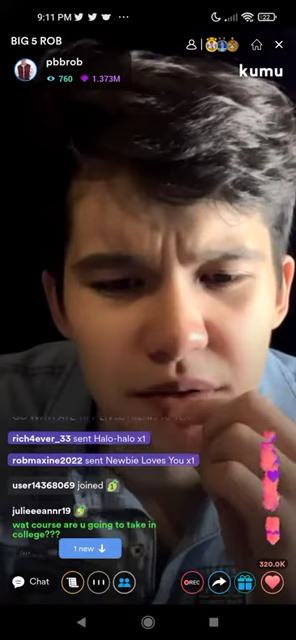 9:11 PM
22
BIG 5 ROB
pbbrob
760
1.373M
kumu
rich4ever_33 sent Halo-halo x1
robmaxine2022 sent Newbie Loves You x1
user14368069 joined
julieeeannr19
wat course are u going to take in
college???
1 new
320.0K
Chat
REC